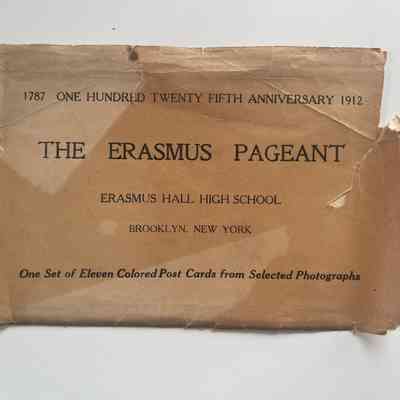 1787 ONE HUNDRED TWENTY FIFTH ANNIVERSARY 1912
THE ERASMUS PAGEANT
ERASMUS HALL HIGH SCHOOL
BROOKLYN, NEW YORK
One Set of Eleven Colored Post Cards from Selected Photographs